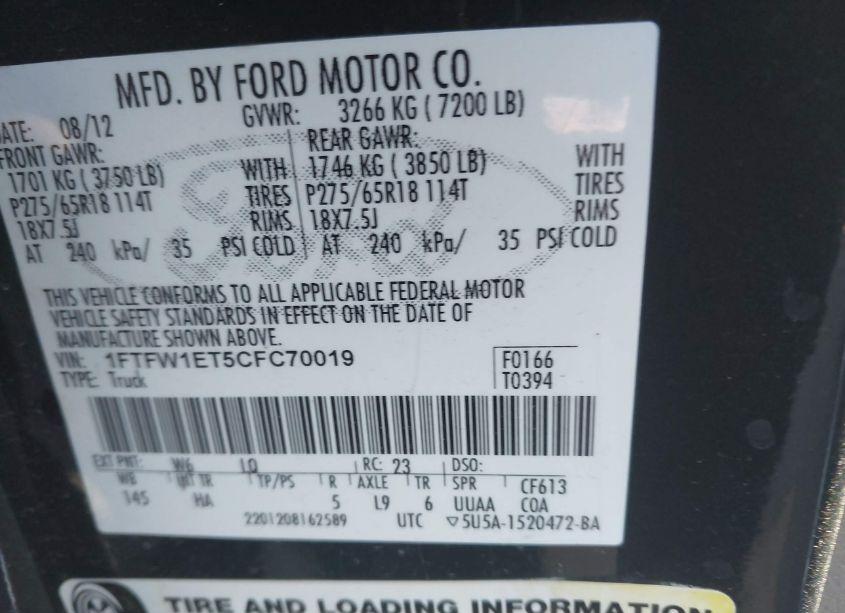 MFD. BY FORD MOTOR CO.
DATE: 08/12 GVWR: 3266 KG ( 7200 LB)
FRONT GAWR: REAR GAWR:
1701 KG ( 3750 LB) WITH 1746 KG ( 3850 LB) WITH
P275/65R18 114T TIRES P275/65R18 114T TIRES
18X7.5J RIMS 18X7.5J RIMS
AT 240 kPa/ 35 PSI COLD AT 240 kPa/ 35 PSI COLD
THIS VEHICLE CONFORMS TO ALL APPLICABLE FEDERAL MOTOR
VEHICLE SAFETY STANDARDS IN EFFECT ON THE DATE OF
MANUFACTURE SHOWN ABOVE.
VIN: 1FTFW1ET5CFC70019 F0166
TYPE: Truck T0394
EXT PNT: W6 LQ RC: 23 DSO:
WB INT TR TP/PS R AXLE TR SPR CF613
145 HA 5 L9 6 UUAA COA
2201208162589 UTC ▽5U5A-1520472-BA
TIRE AND LOADING INFORMATION